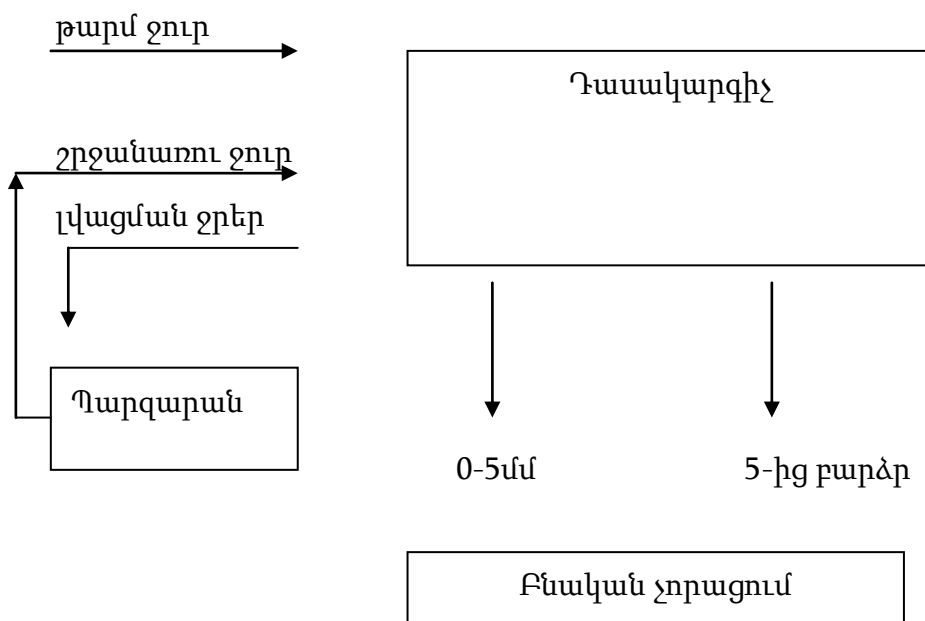 թարմ ջուր
Դասակարգիչ
շրջանառու ջուր
լվացման ջրեր
Պարզարան
0-5մմ
5-ից բարձր
Բնական չորացում